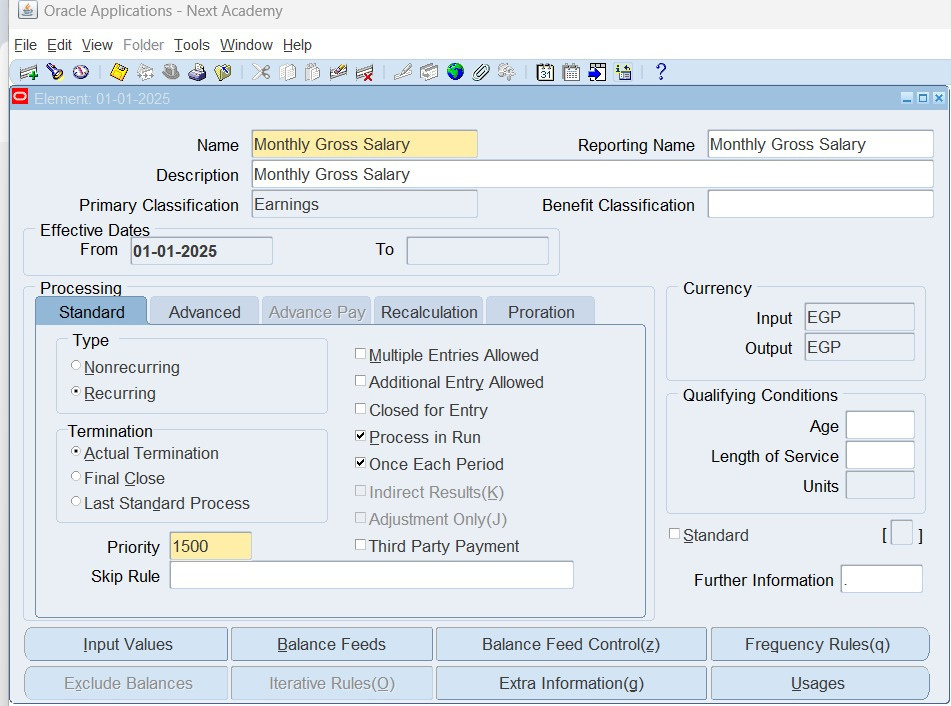 Oracle Applications - Next Academy
File Edit View Folder Tools Window Help
Element: 01-01-2025
Name Monthly Gross Salary Reporting Name Monthly Gross Salary
Description Monthly Gross Salary
Primary Classification Earnings Benefit Classification
Effective Dates
From 01-01-2025 To
Processing
Standard Advanced Advance Pay Recalculation Proration
Type
Nonrecurring
Recurring
Termination
Actual Termination
Final Close
Last Standard Process
Multiple Entries Allowed
Additional Entry Allowed
Closed for Entry
Process in Run
Once Each Period
Indirect Results(K)
Adjustment Only(J)
Third Party Payment
Priority 1500
Skip Rule
Currency
Input EGP
Output EGP
Qualifying Conditions
Age
Length of Service
Units
Standard [ ]
Further Information .
Input Values Balance Feeds Balance Feed Control(z) Frequency Rules(q)
Exclude Balances Iterative Rules(O) Extra Information(g) Usages